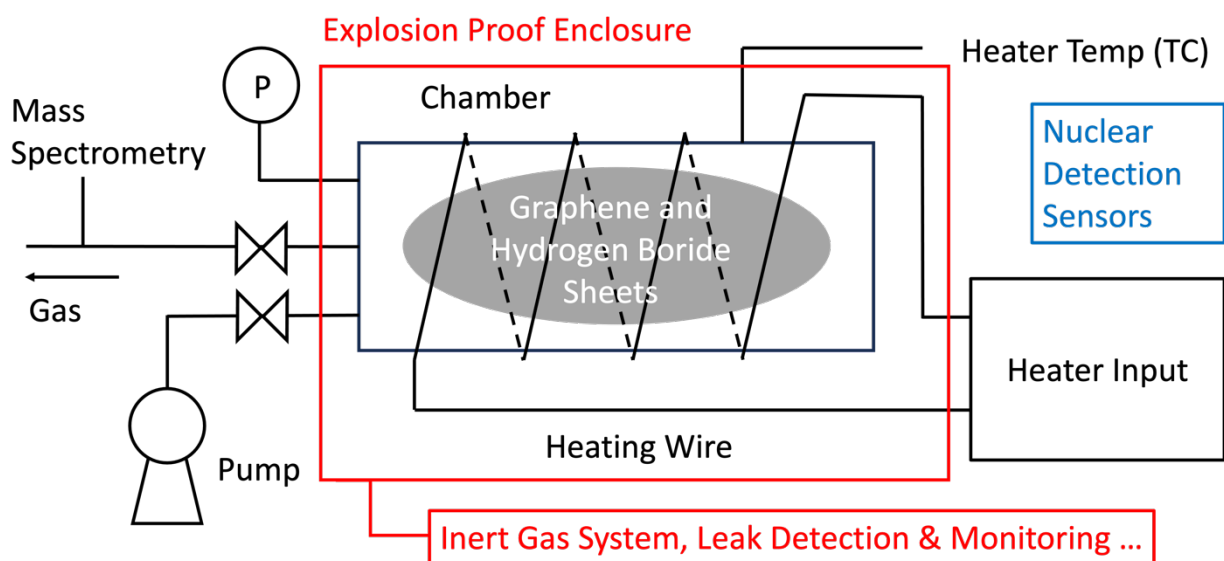 Explosion Proof Enclosure
Heater Temp (TC)
P
Chamber
Mass
Spectrometry
Nuclear
Detection
Sensors
Graphene and
Hydrogen Boride
Sheets
Gas
Heater Input
Heating Wire
Pump
Inert Gas System, Leak Detection & Monitoring ...